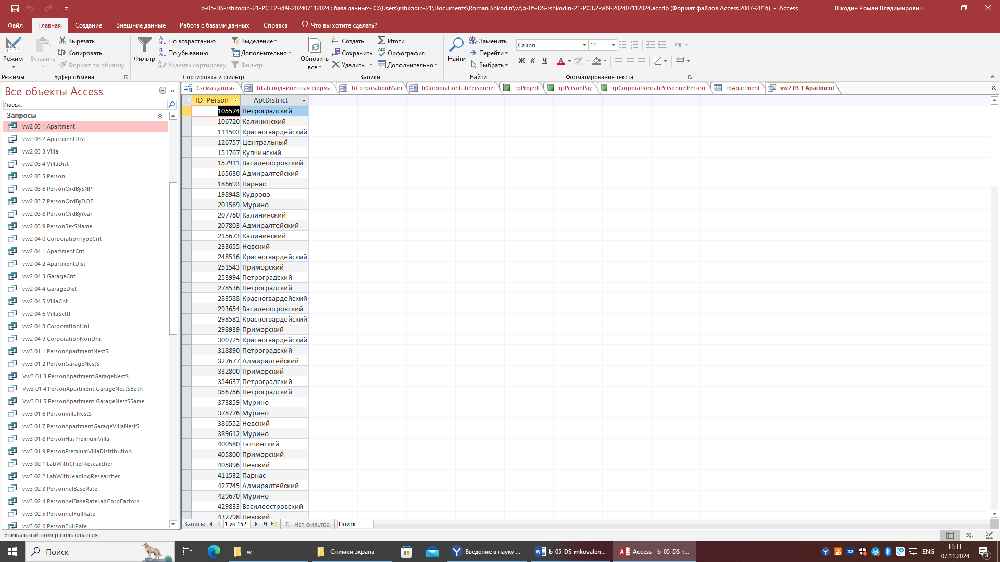 b-05-DS-rshkodin-21-РСТ.2-v09-202407112024 : база данных- C:\Users\rshkodin-21\Documents\Roman Shkodin\w\b-05-DS-rshkodin-21-РСТ.2-v09-202407112024.accdb (Формат файлов Access 2007–2016) - Access
Шкодин Роман Владимирович
Файл Главная Создание Внешние данные Работа с базами данных Справка Что вы хотите сделать?
Режим
Режимы
Вставить
Вырезать
Копировать
Формат по образцу
Буфер обмена
Фильтр
По возрастанию
По убыванию
Удалить сортировку
Выделение
Дополнительно
Фильтр
Сортировка и фильтр
Обновить
все
Создать
Сохранить
Удалить
Итоги
Орфография
Дополнительно
Записи
Найти
Заменить
Перейти
Выбрать
Найти
Calibri 11
Ж К Ч
Форматирование текста
Все объекты Access
Поиск...
Запросы
vw2 03 1 Apartment
vw2 03 2 ApartmentDist
vw2 03 3 Villa
vw2 03 4 VillaDist
vw2 03 5 Person
vw2 03 6 PersonOrdBySNP
vw2 03 7 PersonOrdByDOB
vw2 03 8 PersonOrdByYear
vw2 03 9 PersonSexSName
vw2 04 0 CorporationTypeCnt
vw2 04 1 ApartmentCnt
vw2 04 2 ApartmentDist
vw2 04 3 GarageCnt
vw2 04 4 GarageDist
vw2 04 5 VillaCnt
vw2 04 6 VillaSettl
vw2 04 8 CorporationUni
vw2 04 9 CorporationNonUni
vw3 01 1 PersonApartmentNestS
vw3 01 2 PersonGarageNestS
Vw3 01 3 PersonApartmentGarageNestS
Vw3 01 4 PersonApartment GarageNestSBoth
Vw3 01 5 PersonApartment GarageNestSSame
vw3 01 6 PersonVillaNestS
vw3 01 7 PersonApartmentGarageVillaNestS
vw3 01 8 PersonHasPremiumVilla
vw3 01 9 PersonPremiumVillaDistribution
vw3 02 1 LabWithChiefResearcher
vw3 02 2 LabWithLeadingResearcher
vw3 02 3 PersonnelBaseRate
vw3 02 4 PersonnelBaseRateLabCorpFactors
vw3 02 5 PersonnelFullRate
vw3 02 6 PersonFullRate
Схема данных frLab подчиненная форма frCorporationMain frCorporationLabPersonnel rpProject rpPersonPay rpCorporationLabPersonnelPerson tbApartment vw2 03 1 Apartment
ID_Person AptDistrict
105574 Петроградский
106720 Калининский
111503 Красногвардейский
126757 Центральный
151767 Купчинский
157911 Василеостровский
165630 Адмиралтейский
186693 Парнас
198948 Кудрово
201569 Мурино
207760 Калининский
207803 Адмиралтейский
215673 Калининский
233655 Невский
248516 Красногвардейский
251543 Приморский
253994 Петроградский
278536 Петроградский
283588 Красногвардейский
293654 Василеостровский
298581 Красногвардейский
298939 Приморский
300725 Красногвардейский
318890 Петроградский
327677 Адмиралтейский
332800 Приморский
354637 Петроградский
356756 Петроградский
373859 Мурино
378776 Мурино
386552 Невский
389612 Мурино
400580 Гатчинский
405800 Приморский
405896 Невский
411532 Парнас
427745 Адмиралтейский
429670 Мурино
429833 Василеостровский
432798 Невский
Запись: 1 из 152 Нет фильтра Поиск
Уникальный номер пользователя
SQL
Поиск
w
Снимки экрана
Введение в науку ...
b-05-DS-mkovalen...
Access - b-05-DS-r...
ENG
11:11
07.11.2024
3